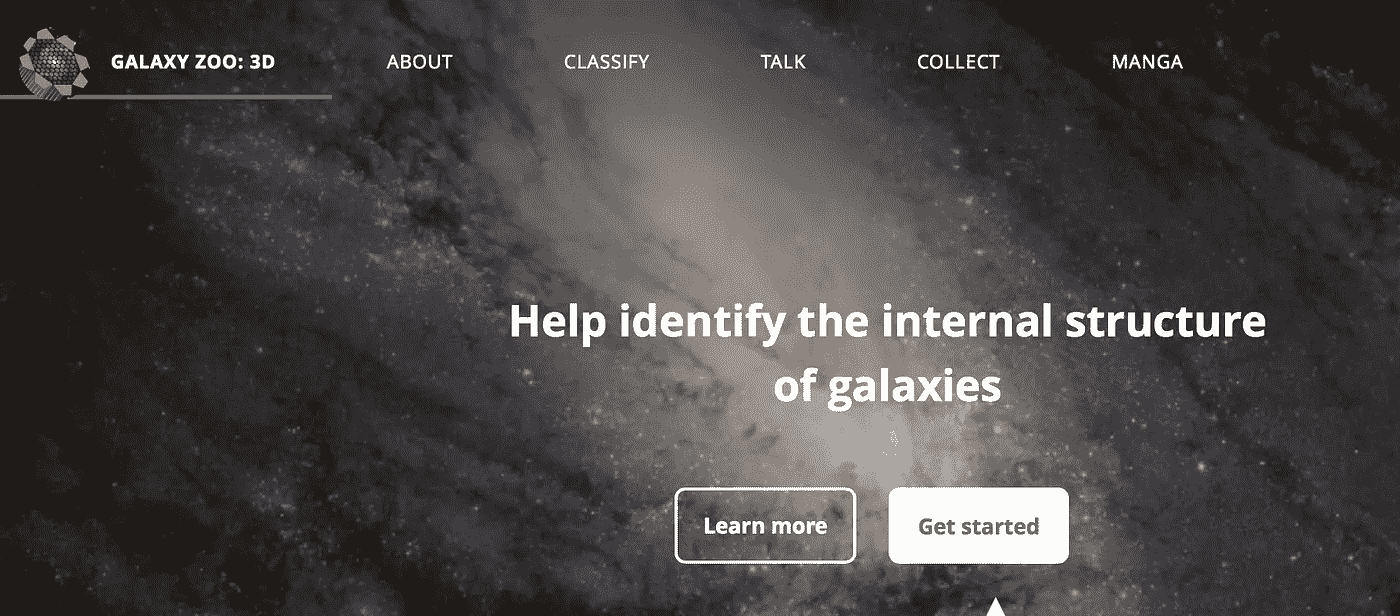 GALAXY ZOO: 3D
ABOUT
CLASSIFY
TALK
COLLECT
MANGA
Help identify the internal structure
of galaxies
Learn more
Get started